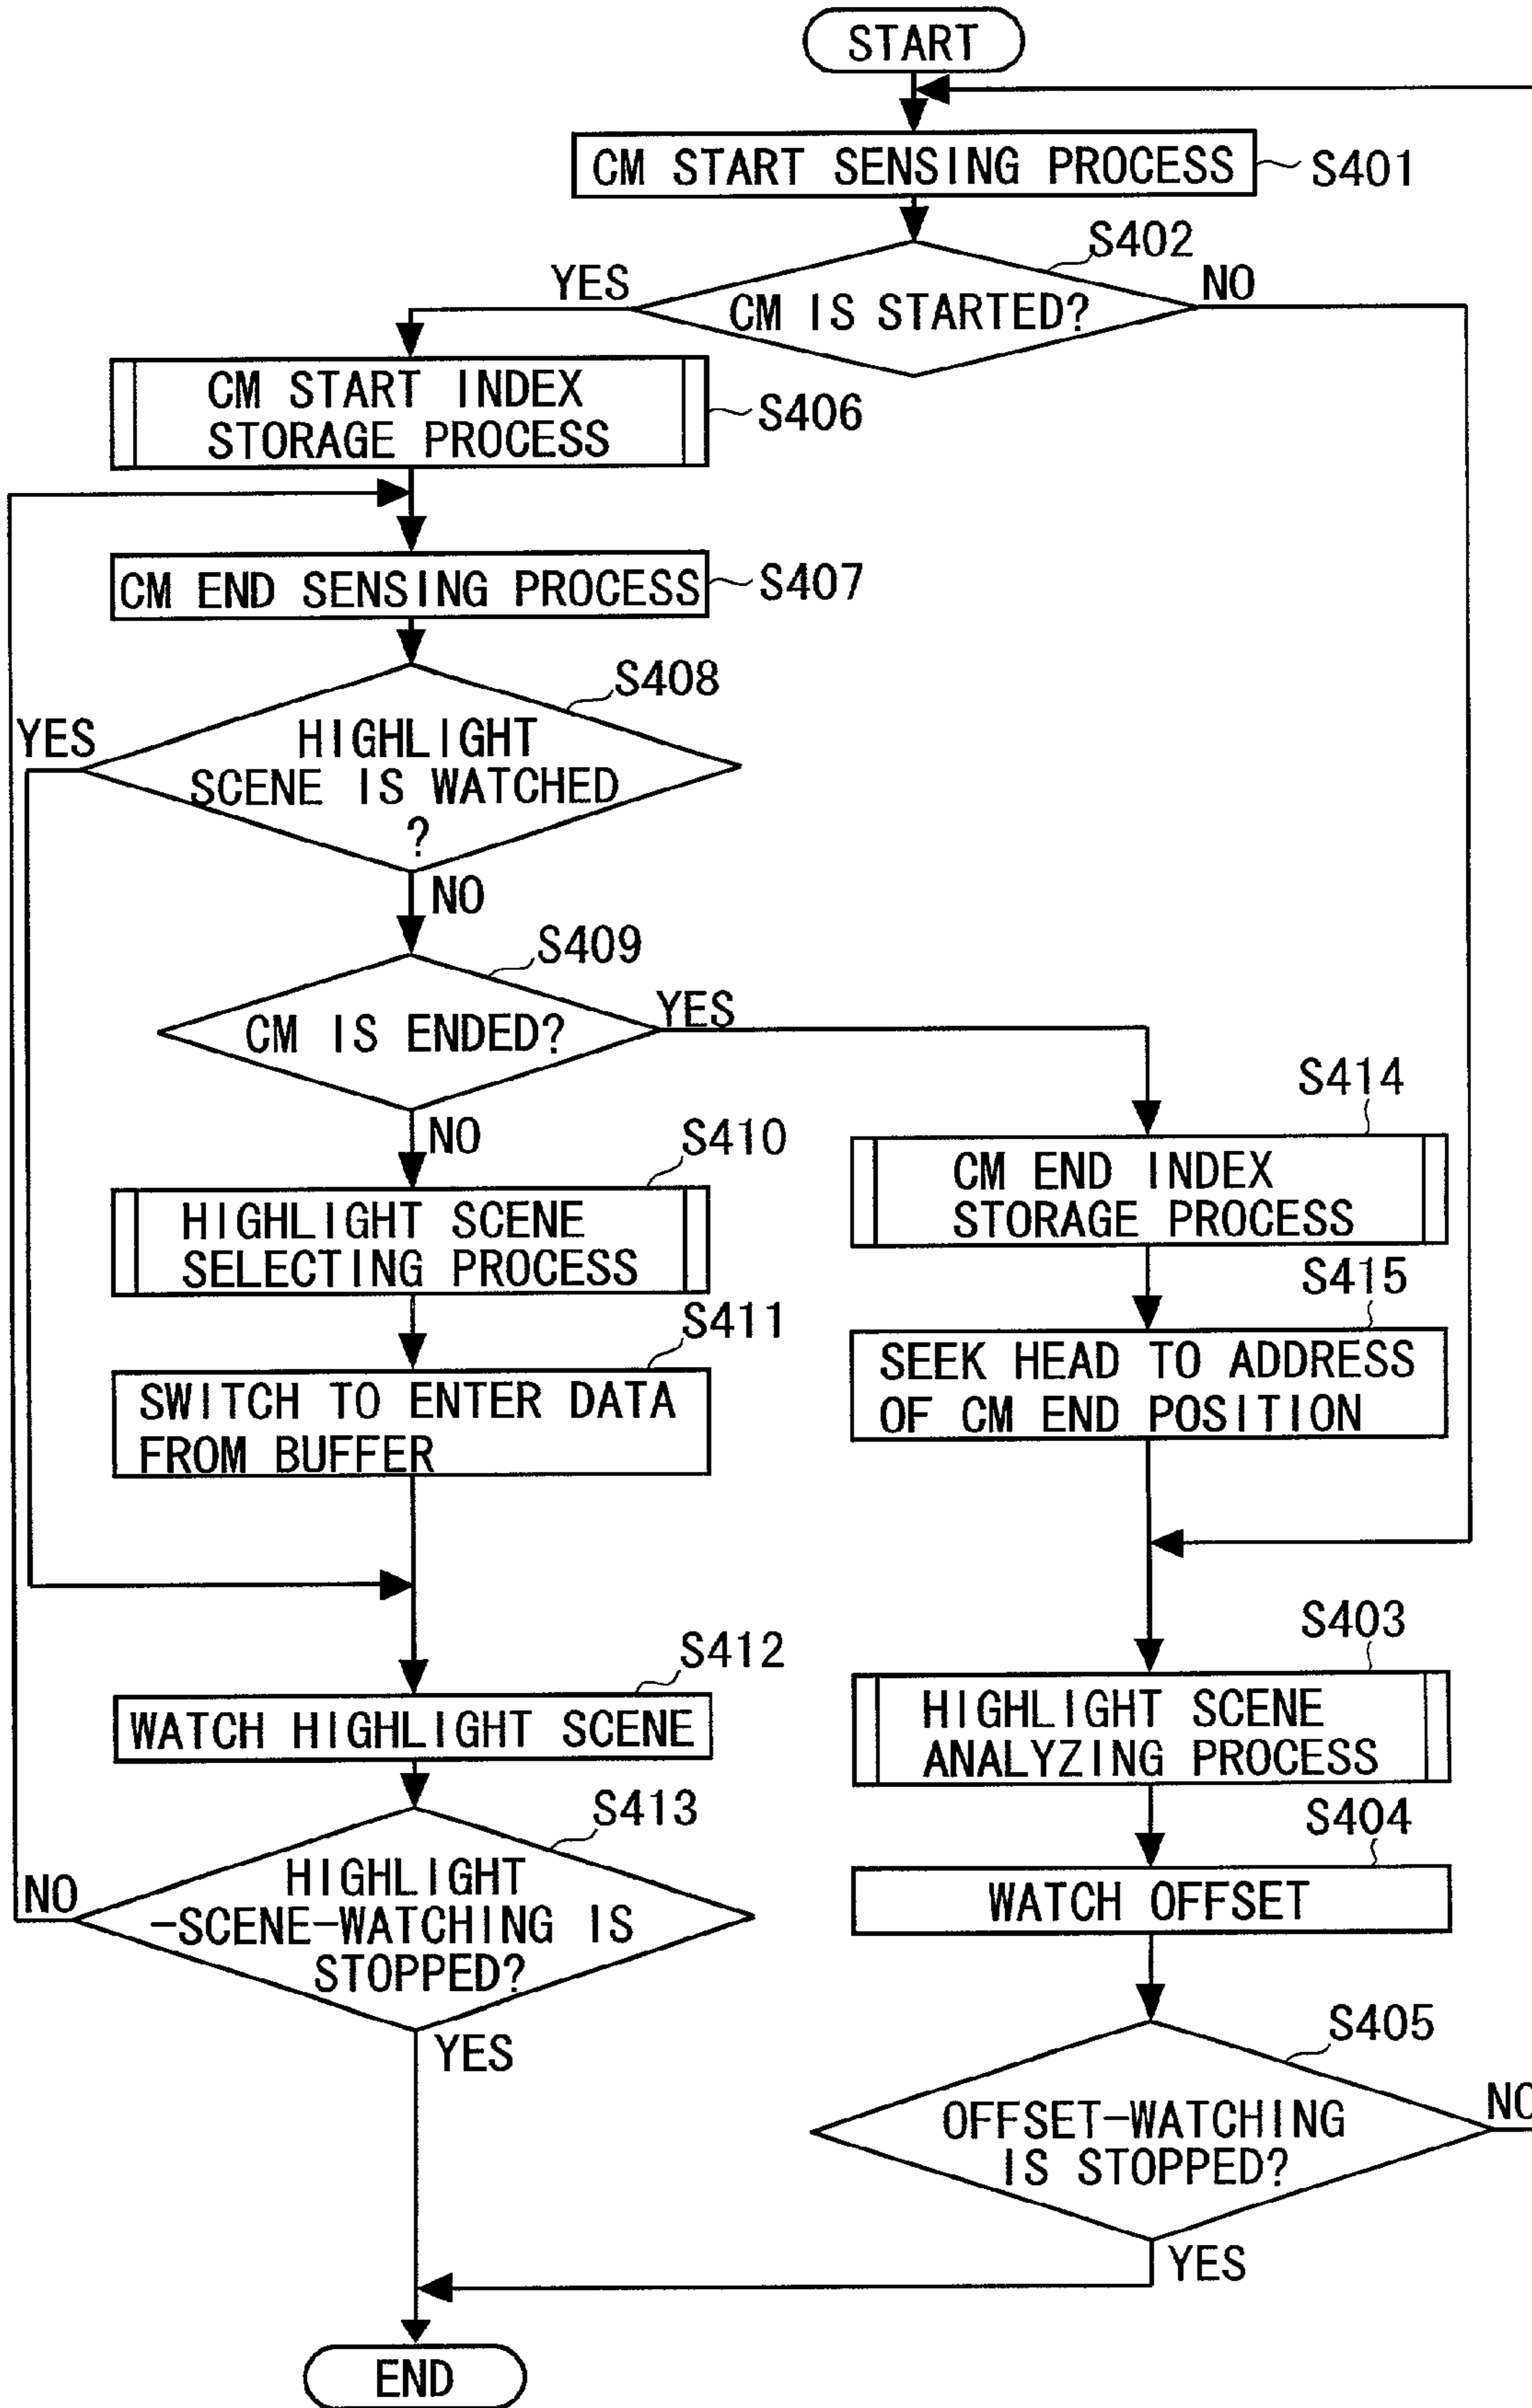 START
CM START SENSING PROCESS
S401
S402
YES
NO
CM IS STARTED?
CM START INDEX
STORAGE PROCESS
S406
CM END SENSING PROCESS
S407
S408
YES
HIGHLIGHT
SCENE IS WATCHED
?
NO
S409
CM IS ENDED?
YES
NO
S410
HIGHLIGHT SCENE
SELECTING PROCESS
S411
SWITCH TO ENTER DATA
FROM BUFFER
S414
CM END INDEX
STORAGE PROCESS
S415
SEEK HEAD TO ADDRESS
OF CM END POSITION
S412
WATCH HIGHLIGHT SCENE
S413
NO
HIGHLIGHT
-SCENE-WATCHING IS
STOPPED?
YES
S403
HIGHLIGHT SCENE
ANALYZING PROCESS
S404
WATCH OFFSET
S405
OFFSET-WATCHING
IS STOPPED?
NO
YES
END